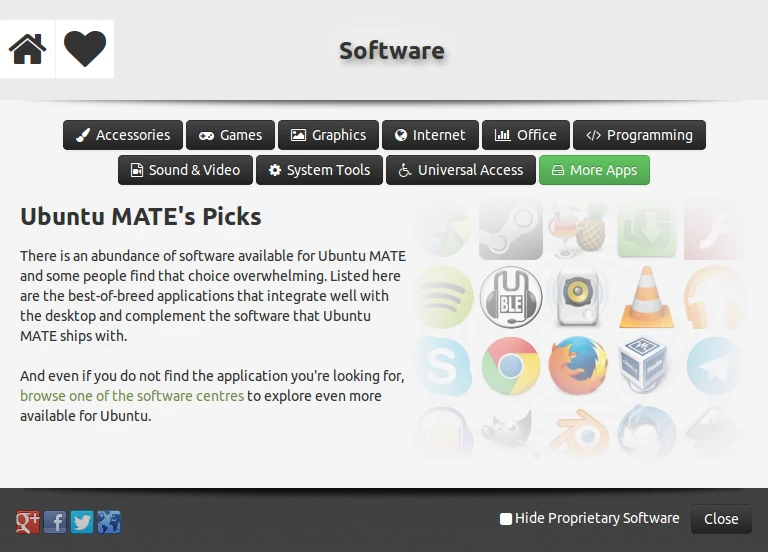 Software
Accessories Games Graphics Internet Office Programming
Sound & Video System Tools Universal Access More Apps
Ubuntu MATE's Picks
There is an abundance of software available for Ubuntu MATE
and some people find that choice overwhelming. Listed here
are the best-of-breed applications that integrate well with
the desktop and complement the software that Ubuntu
MATE ships with.
And even if you do not find the application you're looking for,
browse one of the software centres to explore even more
available for Ubuntu.
BLE
Hide Proprietary Software Close